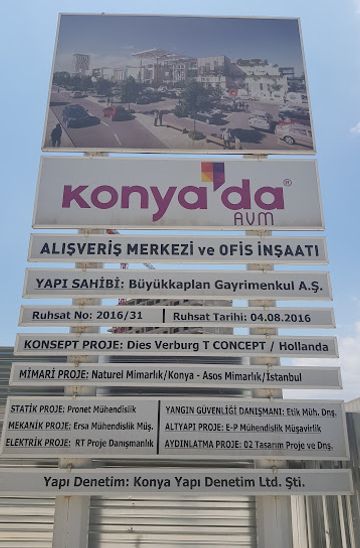 Konya'da®
AVM
ALIŞVERİŞ MERKEZİ ve OFİS İNŞAATI
YAPI SAHİBİ: Büyükkaplan Gayrimenkul A.Ş.
Ruhsat No: 2016/31 Ruhsat Tarihi: 04.08.2016
KONSEPT PROJE: Dies Verburg T CONCEPT / Hollanda
MİMARİ PROJE: Naturel Mimarlık/Konya - Asos Mimarlık/İstanbul
STATİK PROJE: Pronet Mühendislik
MEKANİK PROJE: Ersa Mühendislik Müş.
ELEKTRİK PROJE: RT Proje Danışmanlık
YANGIN GÜVENLİĞİ DANIŞMANI: Etik Müh. Dnş.
ALTYAPI PROJE: E-P Mühendislik Müşavirlik
AYDINLATMA PROJE: 02 Tasarım Proje ve Dnş.
Yapı Denetim: Konya Yapı Denetim Ltd. Şti.